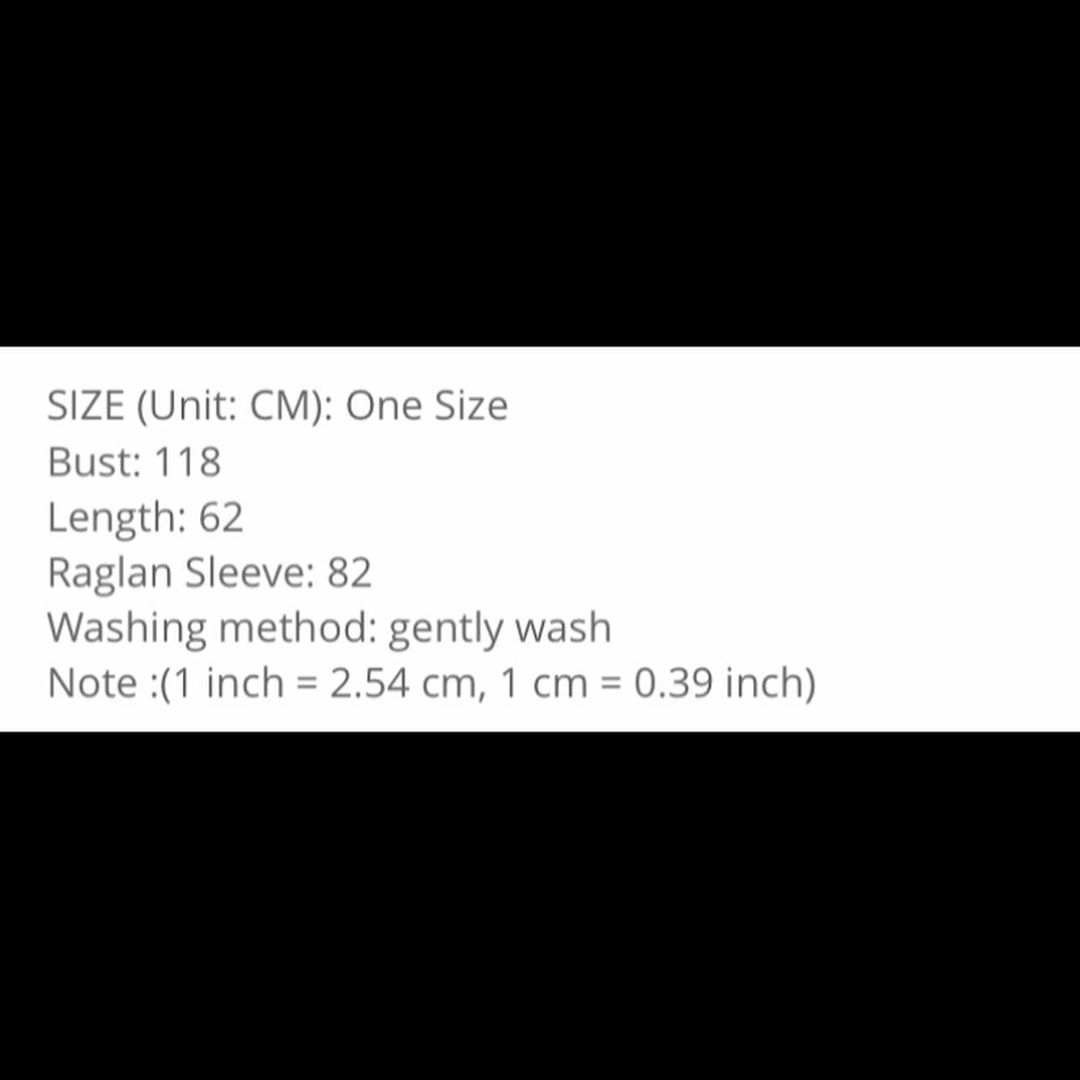 SIZE (Unit: CM): One Size
Bust: 118
Length: 62
Raglan Sleeve: 82
Washing method: gently wash
Note :(1 inch = 2.54 cm, 1 cm = 0.39 inch)